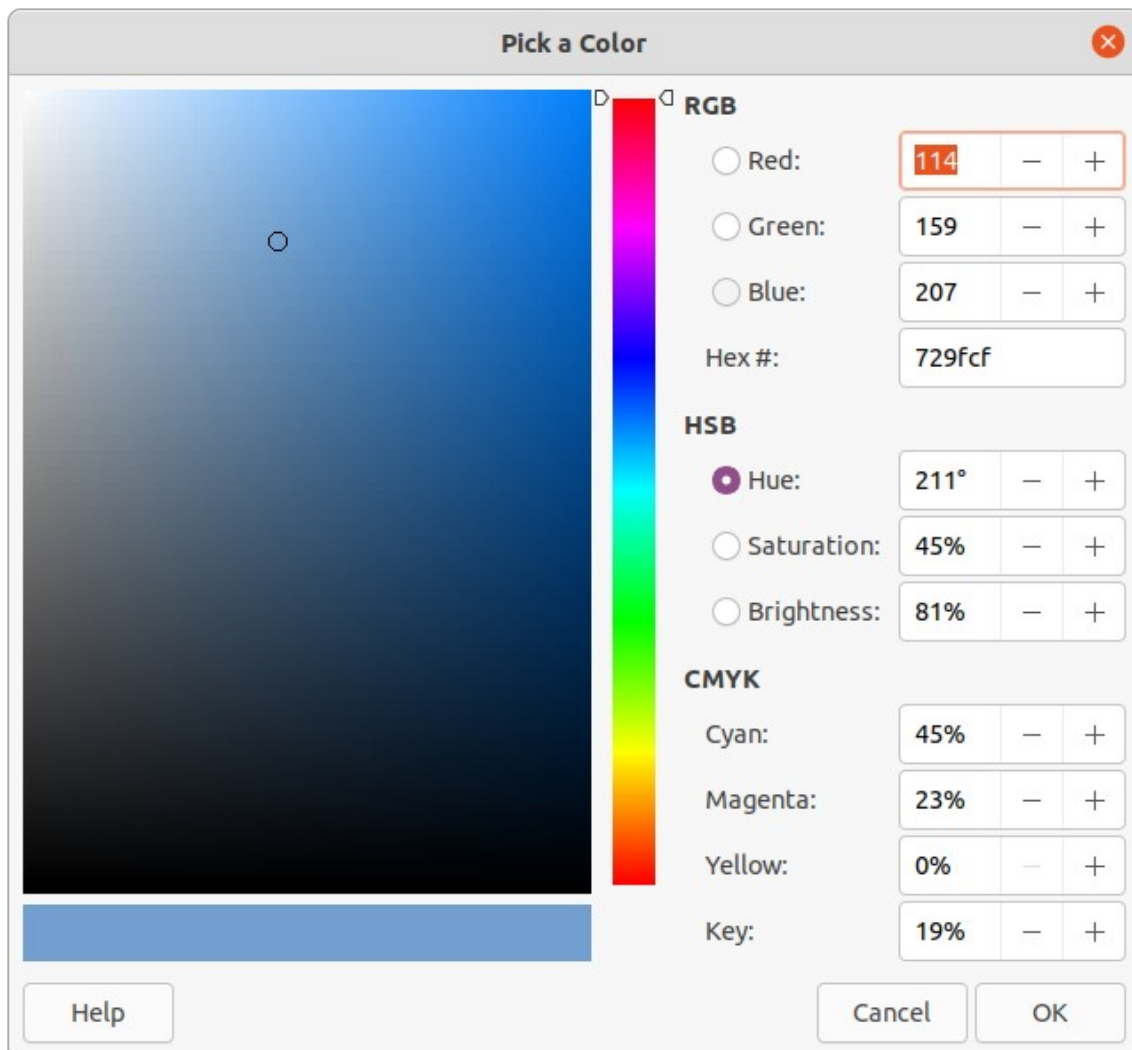 Pick a Color
RGB
Red: 114 − +
Green: 159 − +
Blue: 207 − +
Hex #: 729fcf
HSB
Hue: 211° − +
Saturation: 45% − +
Brightness: 81% − +
CMYK
Cyan: 45% − +
Magenta: 23% − +
Yellow: 0% − +
Key: 19% − +
Help Cancel OK